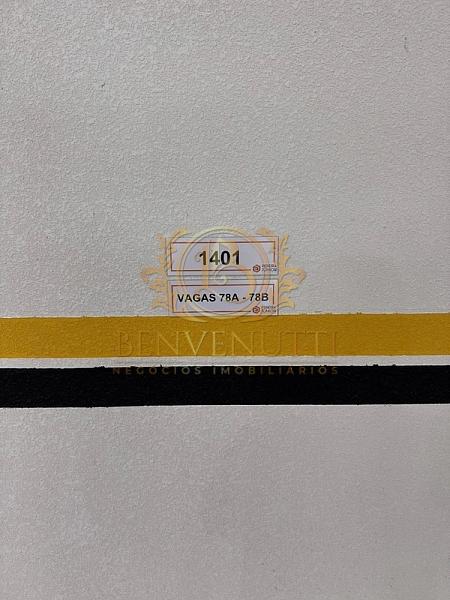 1401
VAGAS 78A - 78B
BENVENUTTI
NEGÓCIOS IMOBILIÁRIOS